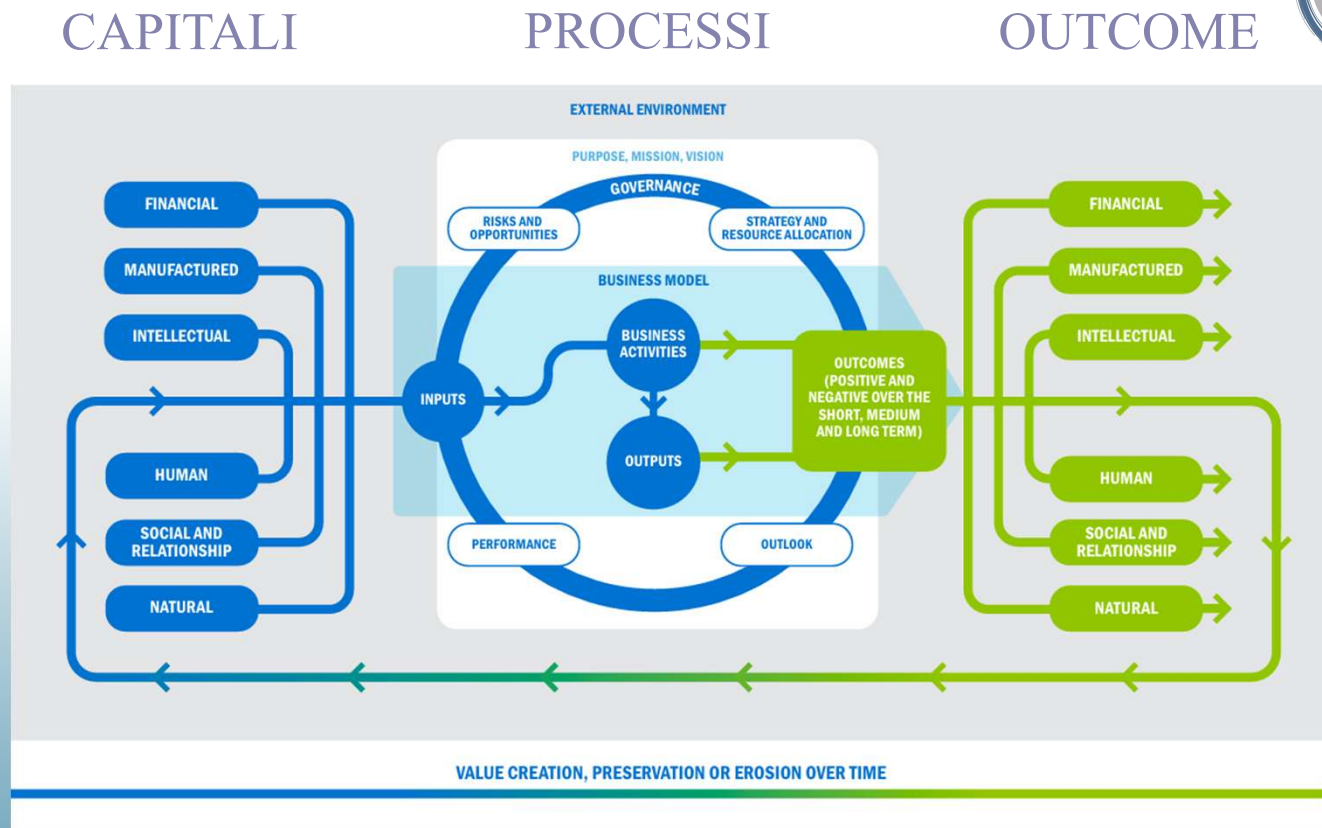 CAPITALI
PROCESSI
OUTCOME
EXTERNAL ENVIRONMENT
PURPOSE, MISSION, VISION
GOVERNANCE
RISKS AND
OPPORTUNITIES
STRATEGY AND
RESOURCE ALLOCATION
FINANCIAL
MANUFACTURED
INTELLECTUAL
HUMAN
SOCIAL AND
RELATIONSHIP
NATURAL
BUSINESS MODEL
INPUTS
BUSINESS
ACTIVITIES
OUTPUTS
OUTCOMES
(POSITIVE AND
NEGATIVE OVER THE
SHORT, MEDIUM
AND LONG TERM)
PERFORMANCE
OUTLOOK
FINANCIAL
MANUFACTURED
INTELLECTUAL
HUMAN
SOCIAL AND
RELATIONSHIP
NATURAL
VALUE CREATION, PRESERVATION OR EROSION OVER TIME